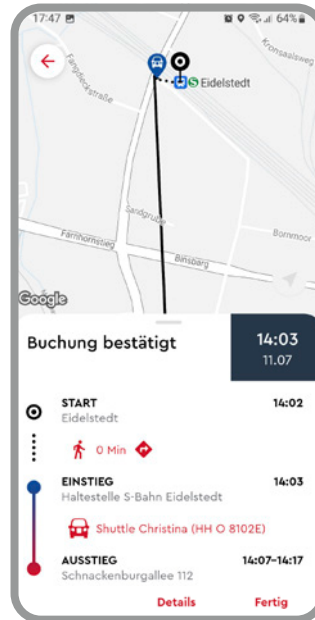 17:47 64%
Kronsaalsweg
Fangdieckstraße
S Eidelstedt
Sandgrube
Farnhornstieg
Binsbarg
Bornmoor
Google
Buchung bestätigt
14:03
11.07
START 14:02
Eidelstedt
0 Min
EINSTIEG 14:03
Haltestelle S-Bahn Eidelstedt
Shuttle Christina (HH O 8102E)
AUSSTIEG 14:07–14:17
Schnackenburgallee 112
Details Fertig